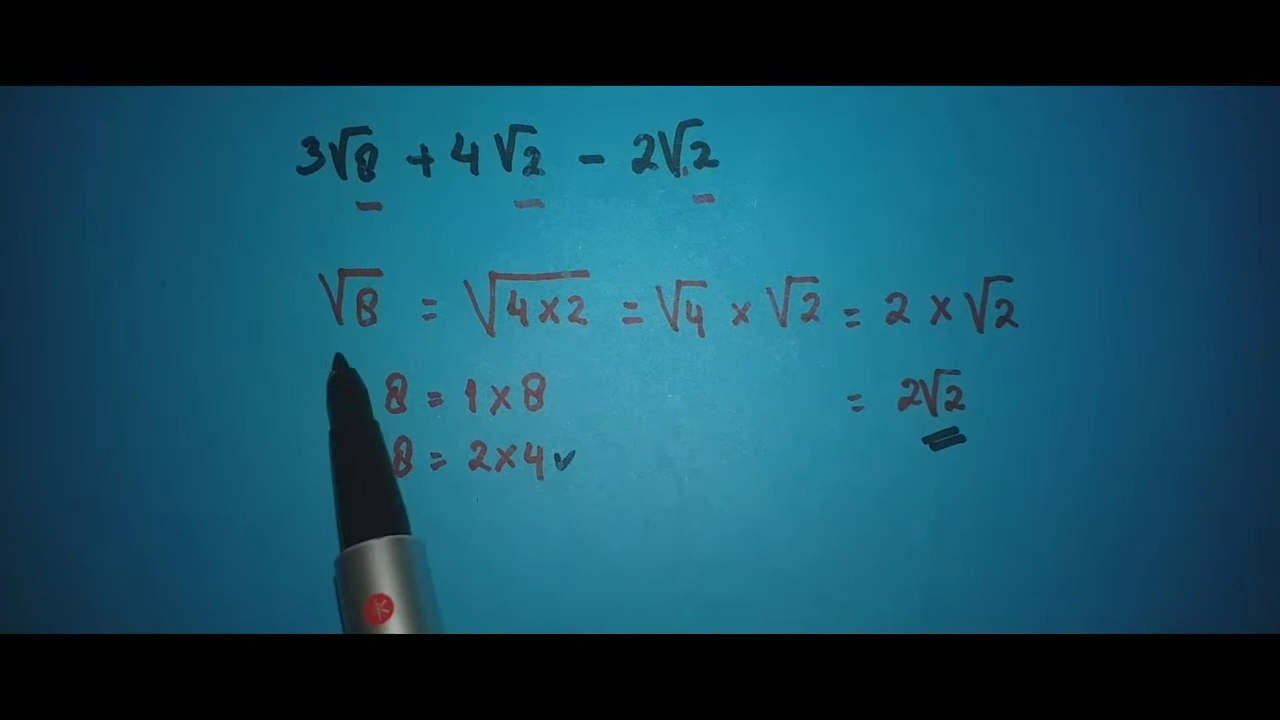 3√8 + 4√2 - 2√2
√8 = √4×2 = √4 × √2 = 2 × √2
8 = 1×8
= 2√2
8 = 2×4✓